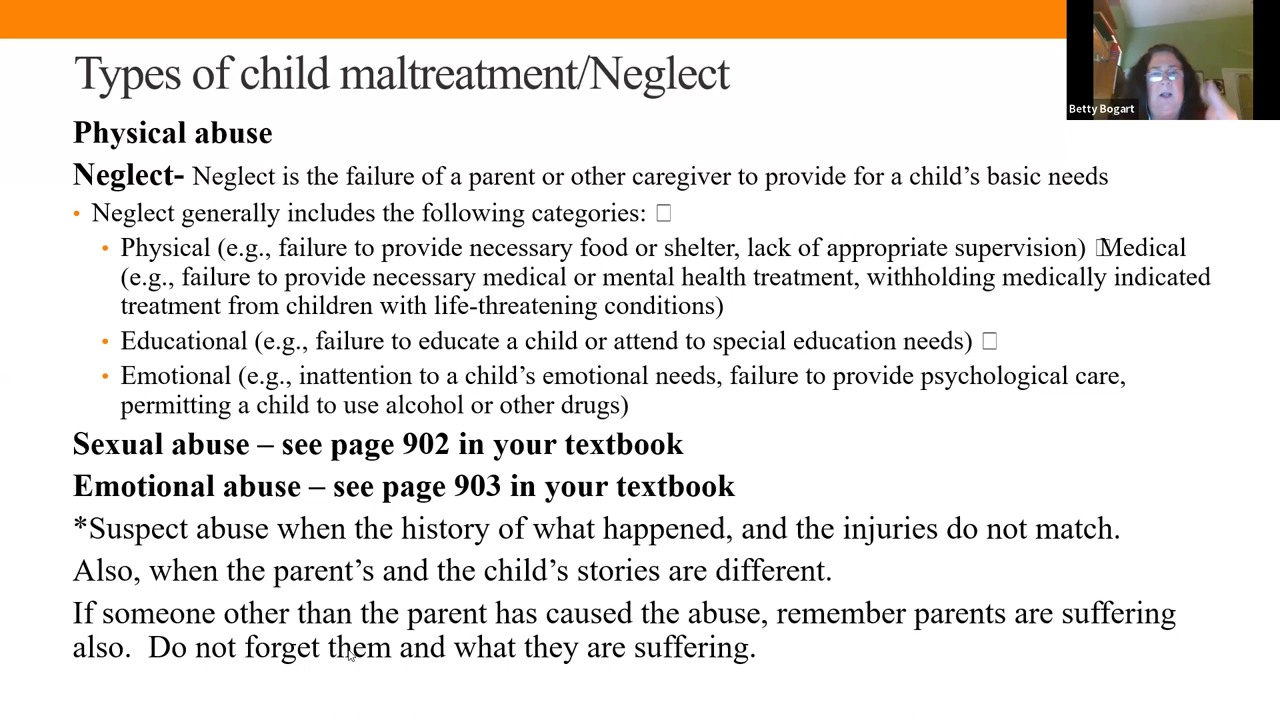 Types of child maltreatment/Neglect
Betty Bogart
Physical abuse
Neglect- Neglect is the failure of a parent or other caregiver to provide for a child’s basic needs
• Neglect generally includes the following categories: □
• Physical (e.g., failure to provide necessary food or shelter, lack of appropriate supervision) □Medical
(e.g., failure to provide necessary medical or mental health treatment, withholding medically indicated
treatment from children with life-threatening conditions)
• Educational (e.g., failure to educate a child or attend to special education needs) □
• Emotional (e.g., inattention to a child’s emotional needs, failure to provide psychological care,
permitting a child to use alcohol or other drugs)
Sexual abuse – see page 902 in your textbook
Emotional abuse – see page 903 in your textbook
*Suspect abuse when the history of what happened, and the injuries do not match.
Also, when the parent’s and the child’s stories are different.
If someone other than the parent has caused the abuse, remember parents are suffering
also.  Do not forget them and what they are suffering.